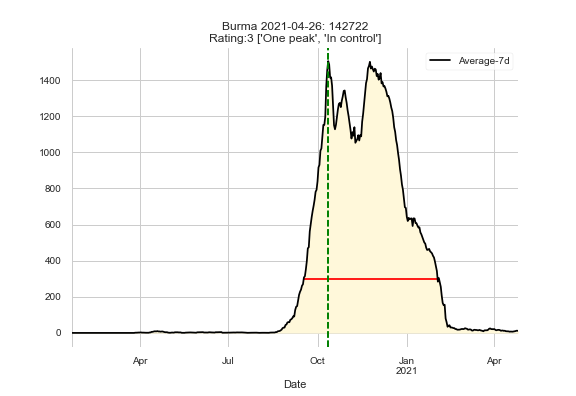 Burma 2021-04-26: 142722
Rating:3 ['One peak', 'In control']
Average-7d
1400
1200
1000
800
600
400
200
0
Apr
Jul
Oct
Jan
2021
Apr
Date